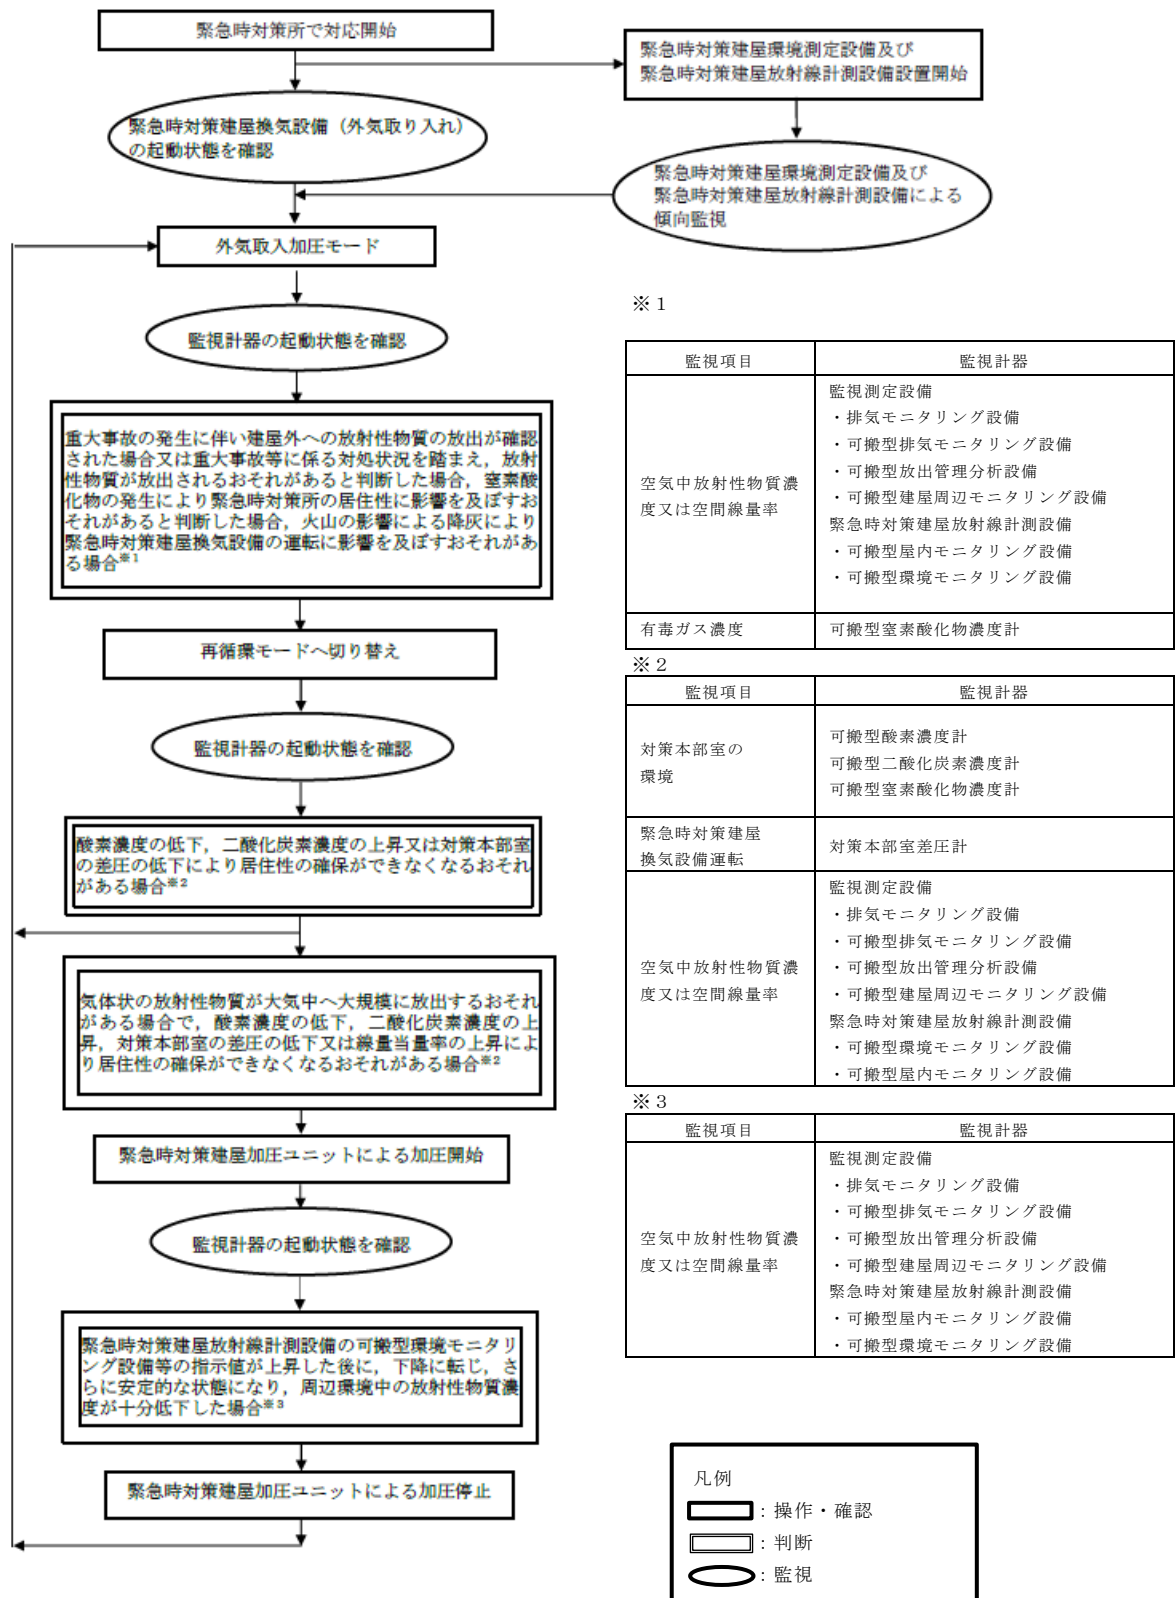 緊急時対策所で対応開始
緊急時対策建屋環境測定設備及び
緊急時対策建屋放射線計測設備設置開始
緊急時対策建屋換気設備（外気取り入れ）
の起動状態を確認
緊急時対策建屋環境測定設備及び
緊急時対策建屋放射線計測設備による
傾向監視
外気取入加圧モード
監視計器の起動状態を確認
重大事故の発生に伴い建屋外への放射性物質の放出が確認
された場合又は重大事故等に係る対処状況を踏まえ，放射
性物質が放出されるおそれがあると判断した場合，窒素酸
化物の発生により緊急時対策所の居住性に影響を及ぼすお
それがあると判断した場合，火山の影響による降灰により
緊急時対策建屋換気設備の運転に影響を及ぼすおそれがあ
る場合※1
再循環モードへ切り替え
監視計器の起動状態を確認
酸素濃度の低下，二酸化炭素濃度の上昇又は対策本部室
の差圧の低下により居住性の確保ができなくなるおそれ
がある場合※2
気体状の放射性物質が大気中へ大規模に放出するおそれ
がある場合で，酸素濃度の低下，二酸化炭素濃度の上
昇，対策本部室の差圧の低下又は線量当量率の上昇によ
り居住性の確保ができなくなるおそれがある場合※2
緊急時対策建屋加圧ユニットによる加圧開始
監視計器の起動状態を確認
緊急時対策建屋放射線計測設備の可搬型環境モニタリ
ング設備等の指示値が上昇した後に，下降に転じ，さ
らに安定的な状態になり，周辺環境中の放射性物質濃
度が十分低下した場合※3
緊急時対策建屋加圧ユニットによる加圧停止
※１
監視項目
監視計器
空気中放射性物質濃
度又は空間線量率
監視測定設備
・排気モニタリング設備
・可搬型排気モニタリング設備
・可搬型放出管理分析設備
・可搬型建屋周辺モニタリング設備
緊急時対策建屋放射線計測設備
・可搬型屋内モニタリング設備
・可搬型環境モニタリング設備
有毒ガス濃度
可搬型窒素酸化物濃度計
※２
監視項目
監視計器
対策本部室の
環境
可搬型酸素濃度計
可搬型二酸化炭素濃度計
可搬型窒素酸化物濃度計
緊急時対策建屋
換気設備運転
対策本部室差圧計
空気中放射性物質濃
度又は空間線量率
監視測定設備
・排気モニタリング設備
・可搬型排気モニタリング設備
・可搬型放出管理分析設備
・可搬型建屋周辺モニタリング設備
緊急時対策建屋放射線計測設備
・可搬型環境モニタリング設備
・可搬型屋内モニタリング設備
※３
監視項目
監視計器
空気中放射性物質濃
度又は空間線量率
監視測定設備
・排気モニタリング設備
・可搬型排気モニタリング設備
・可搬型放出管理分析設備
・可搬型建屋周辺モニタリング設備
緊急時対策建屋放射線計測設備
・可搬型屋内モニタリング設備
・可搬型環境モニタリング設備
凡例
：操作・確認
：判断
：監視